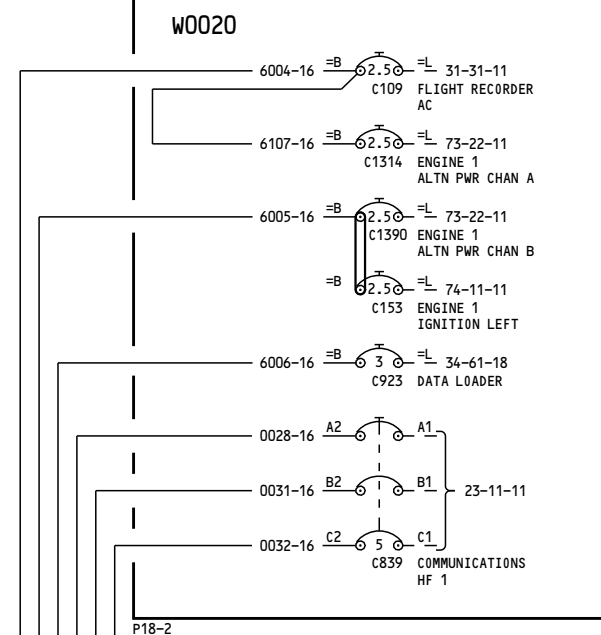 W0020
6004-16 =B 2.5 =L 31-31-11
C109 FLIGHT RECORDER
AC
6107-16 =B 2.5 =L 73-22-11
C1314 ENGINE 1
ALTN PWR CHAN A
6005-16 =B 2.5 =L 73-22-11
C1390 ENGINE 1
ALTN PWR CHAN B
=B 2.5 =L 74-11-11
C153 ENGINE 1
IGNITION LEFT
6006-16 =B 3 =L 34-61-18
C923 DATA LOADER
0028-16 A2 A1
0031-16 B2 B1 23-11-11
0032-16 C2 5 C1
C839 COMMUNICATIONS
HF 1
P18-2